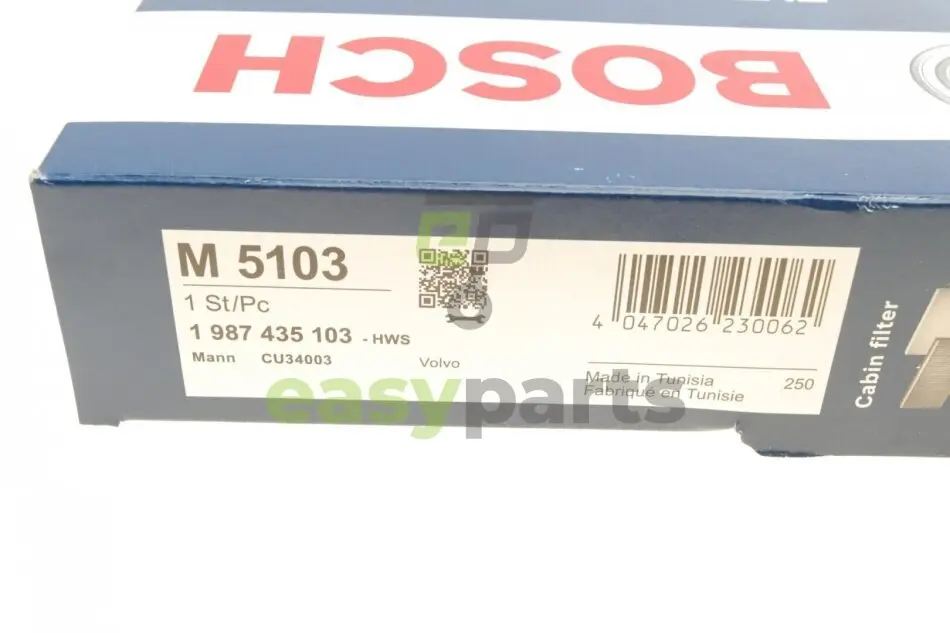 BOSCH
M 5103
1 St/Pc
1 987 435 103 - HWS
Mann CU34003
Volvo
4 047026 230062
Made in Tunisia
Fabriqué en Tunisie
250
Cabin filter
easyparts